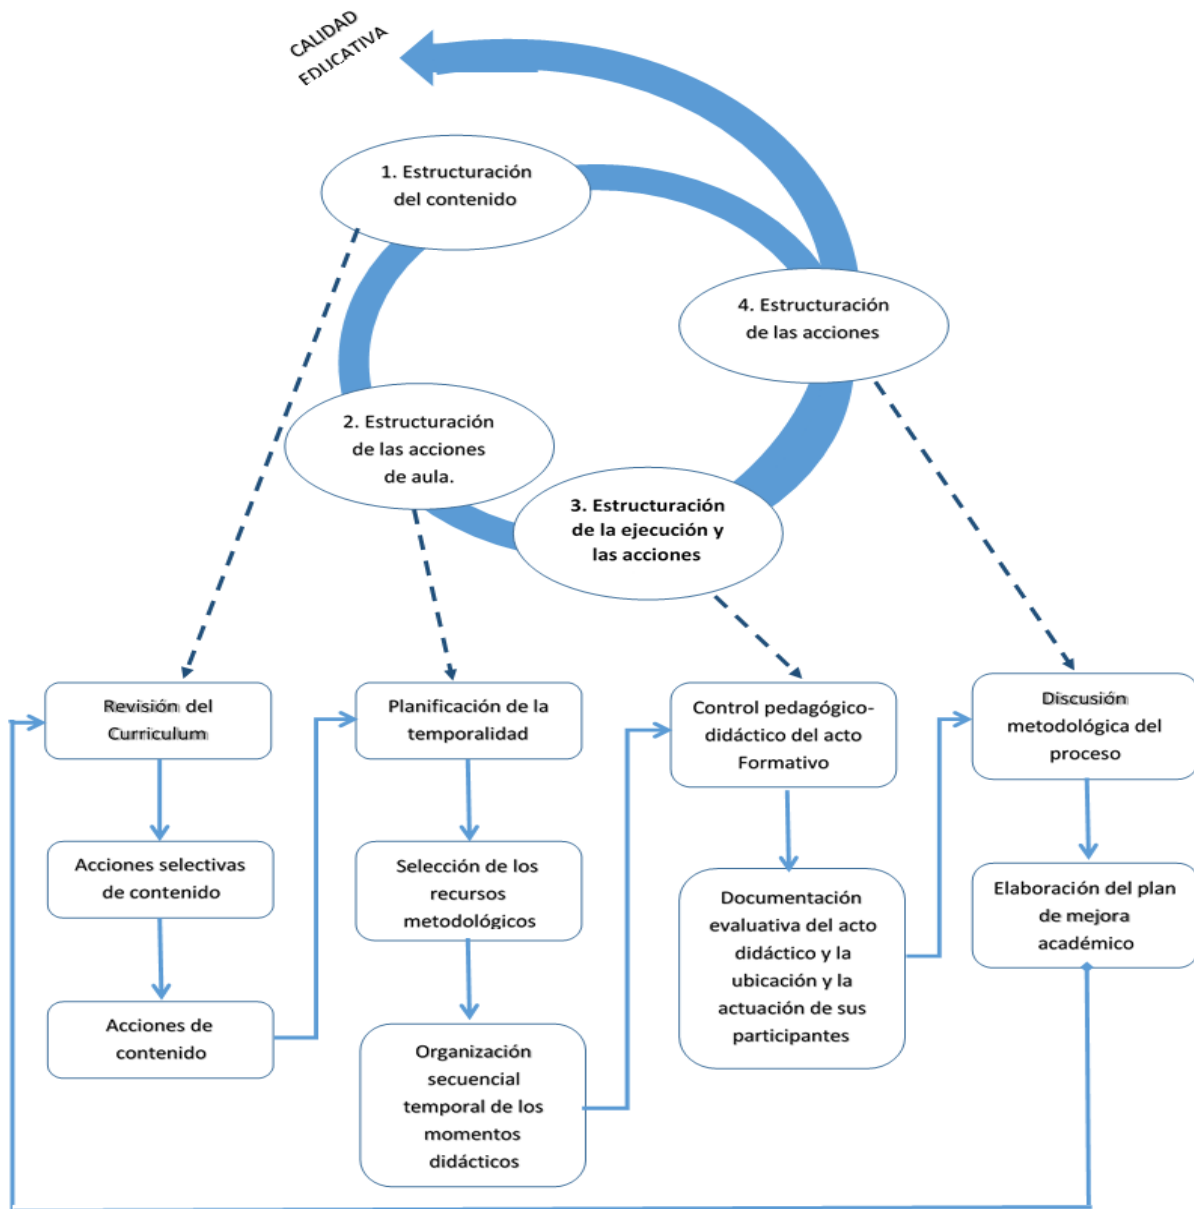 CALIDAD
EDUCATIVA
1. Estructuración
del contenido
4. Estructuración
de las acciones
2. Estructuración
de las acciones
de aula.
3. Estructuración
de la ejecución y
las acciones
Revisión del
Curriculum
Acciones selectivas
de contenido
Acciones de
contenido
Planificación de la
temporalidad
Selección de los
recursos
metodológicos
Organización
secuencial
temporal de los
momentos
didácticos
Control pedagógico-
didáctico del acto
Formativo
Documentación
evaluativa del acto
didáctico y la
ubicación y la
actuación de sus
participantes
Discusión
metodológica del
proceso
Elaboración del plan
de mejora
académico